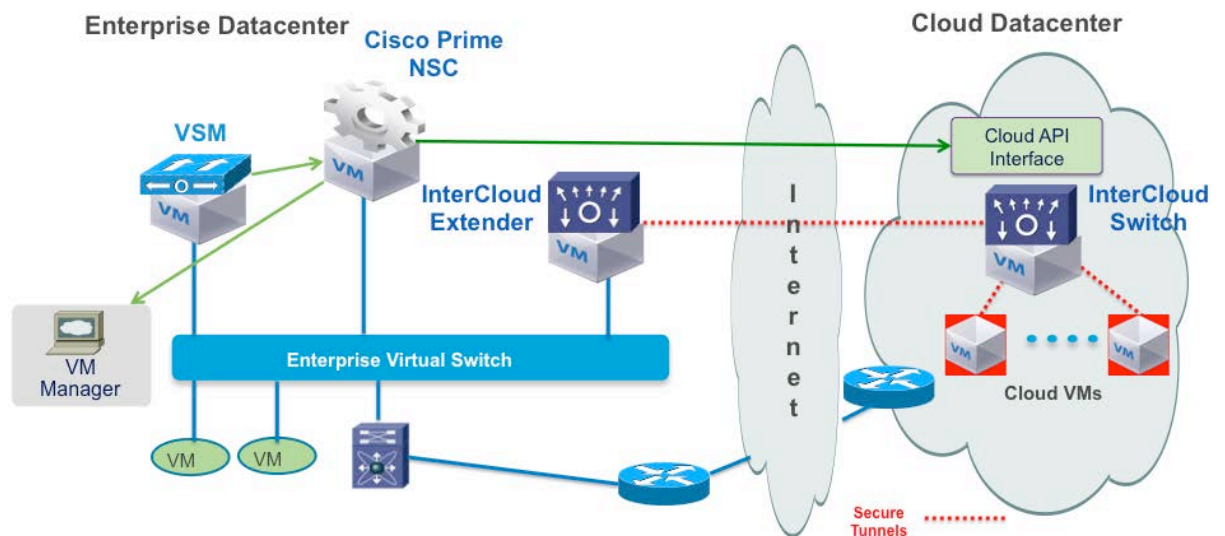 Enterprise Datacenter
Cloud Datacenter
Cisco Prime
NSC
VSM
VM
VM
Cloud API
Interface
InterCloud
Extender
VM
InterCloud
Switch
VM
I
n
t
e
r
n
e
t
VM
Manager
Enterprise Virtual Switch
VM
VM
Cloud VMs
VM
VM
Secure
Tunnels